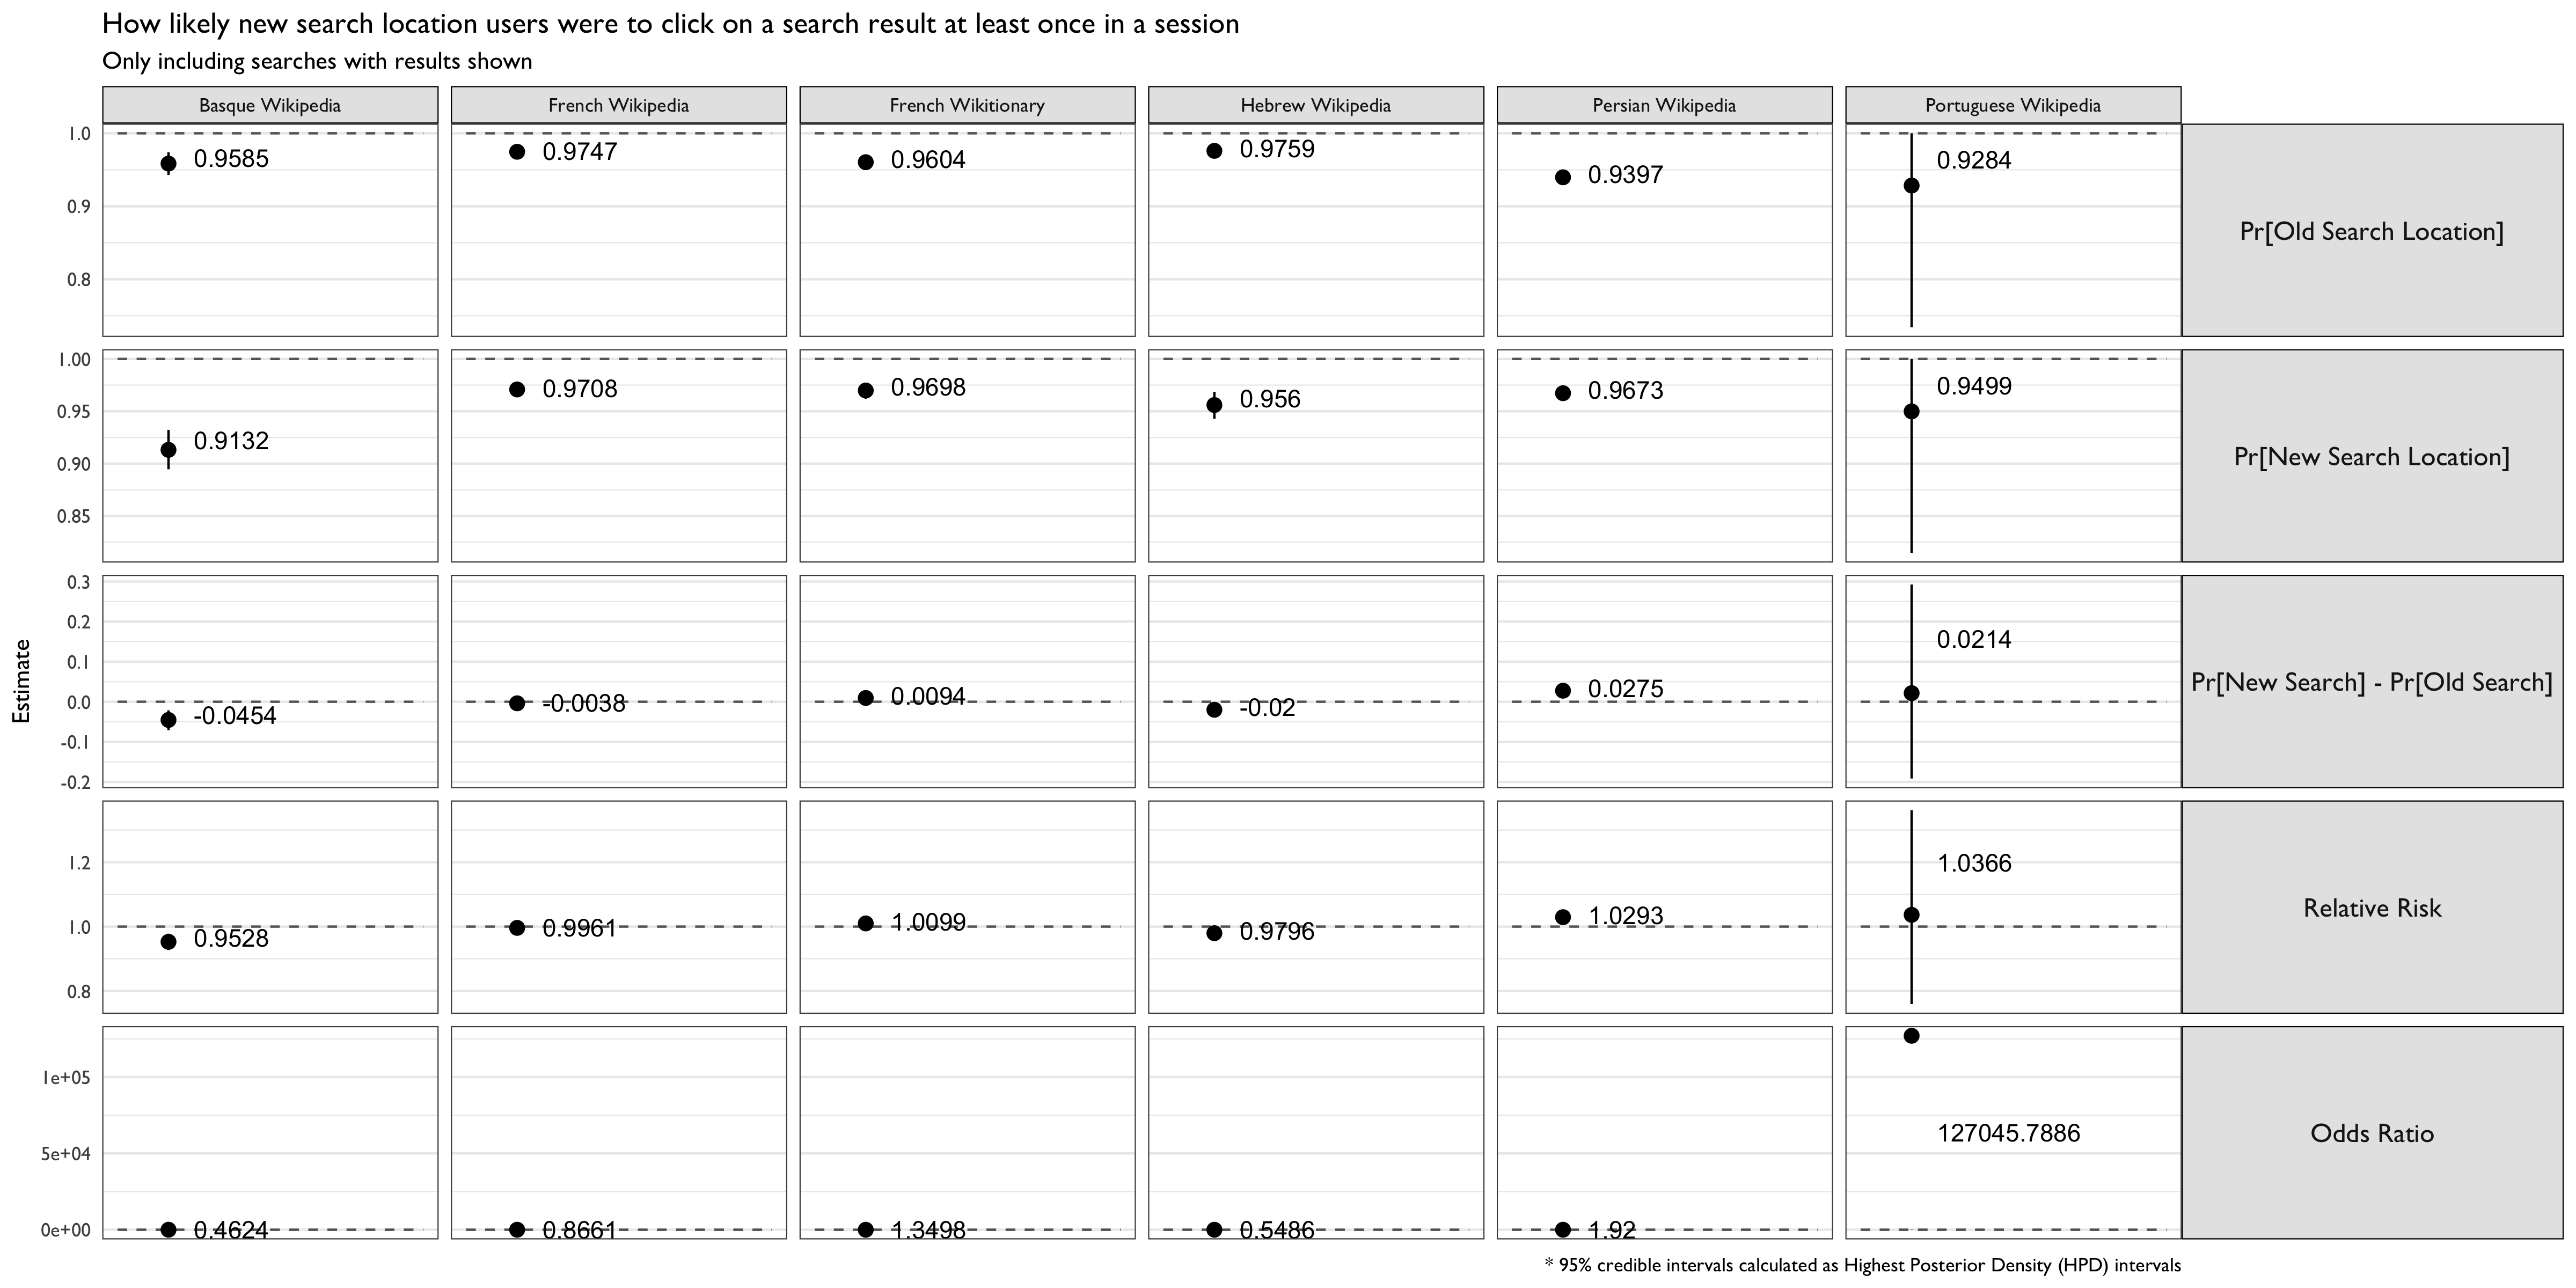 How likely new search location users were to click on a search result at least once in a session
Only including searches with results shown
Basque Wikipedia
French Wikipedia
French Wikitionary
Hebrew Wikipedia
Persian Wikipedia
Portuguese Wikipedia
1.0
0.9
0.8
0.9585
0.9747
0.9604
0.9759
0.9397
0.9284
Pr[Old Search Location]
1.00
0.95
0.90
0.85
0.9132
0.9708
0.9698
0.956
0.9673
0.9499
Pr[New Search Location]
Estimate
0.3
0.2
0.1
0.0
-0.1
-0.2
-0.0454
-0.0038
0.0094
-0.02
0.0275
0.0214
Pr[New Search] - Pr[Old Search]
1.2
1.0
0.8
0.9528
0.9961
1.0099
0.9796
1.0293
1.0366
Relative Risk
1e+05
5e+04
0e+00
0.4624
0.8661
1.3498
0.5486
1.92
127045.7886
Odds Ratio
* 95% credible intervals calculated as Highest Posterior Density (HPD) intervals